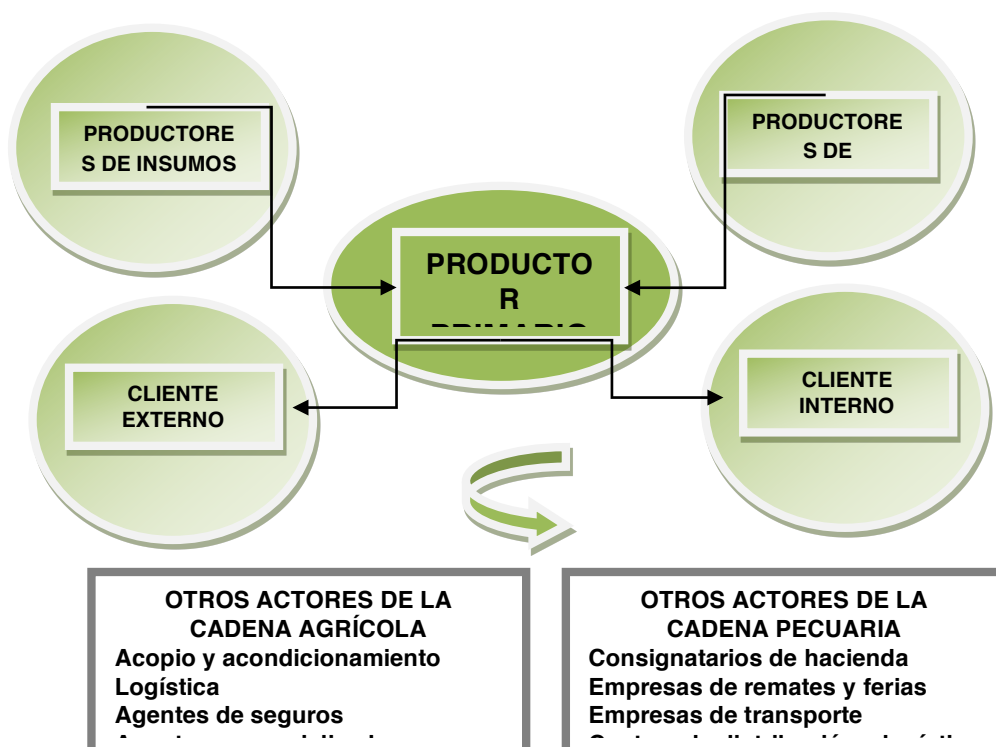 PRODUCTORE
S DE INSUMOS
PRODUCTORE
S DE
PRODUCTO
R
PRIMARIO
CLIENTE
EXTERNO
CLIENTE
INTERNO
OTROS ACTORES DE LA
CADENA AGRÍCOLA
Acopio y acondicionamiento
Logística
Agentes de seguros
OTROS ACTORES DE LA
CADENA PECUARIA
Consignatarios de hacienda
Empresas de remates y ferias
Empresas de transporte